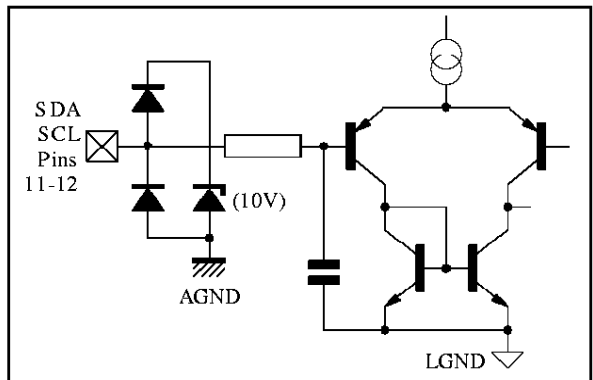 SDA
SCL
Pins
11-12
(10V)
AGND
LGND